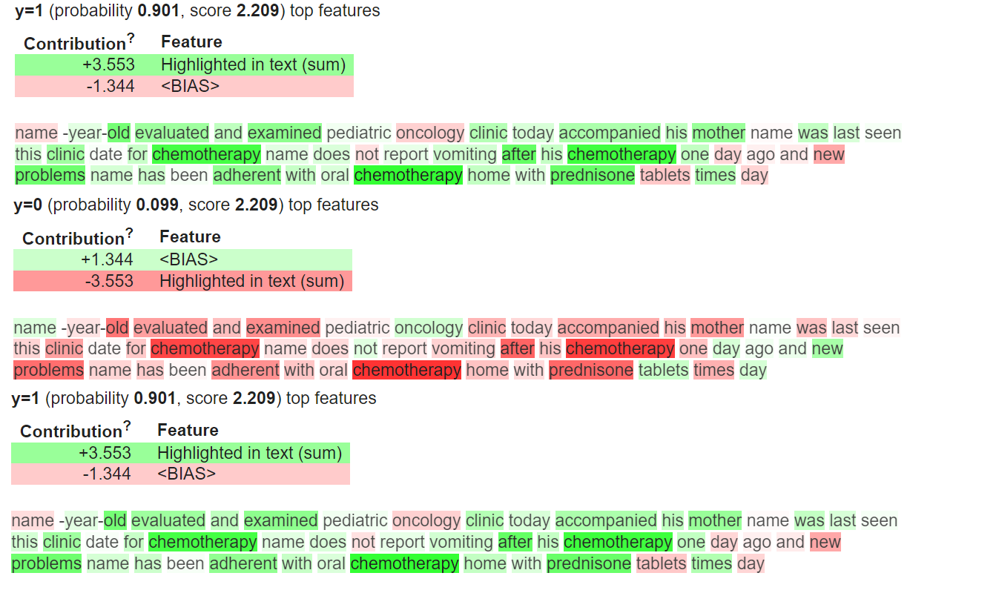 y=1 (probability 0.901, score 2.209) top features
Contribution? Feature
+3.553 Highlighted in text (sum)
-1.344 <BIAS>
name -year-old evaluated and examined pediatric oncology clinic today accompanied his mother name was last seen
this clinic date for chemotherapy name does not report vomiting after his chemotherapy one day ago and new
problems name has been adherent with oral chemotherapy home with prednisone tablets times day
y=0 (probability 0.099, score 2.209) top features
Contribution? Feature
+1.344 <BIAS>
-3.553 Highlighted in text (sum)
name -year-old evaluated and examined pediatric oncology clinic today accompanied his mother name was last seen
this clinic date for chemotherapy name does not report vomiting after his chemotherapy one day ago and new
problems name has been adherent with oral chemotherapy home with prednisone tablets times day
y=1 (probability 0.901, score 2.209) top features
Contribution? Feature
+3.553 Highlighted in text (sum)
-1.344 <BIAS>
name -year-old evaluated and examined pediatric oncology clinic today accompanied his mother name was last seen
this clinic date for chemotherapy name does not report vomiting after his chemotherapy one day ago and new
problems name has been adherent with oral chemotherapy home with prednisone tablets times day